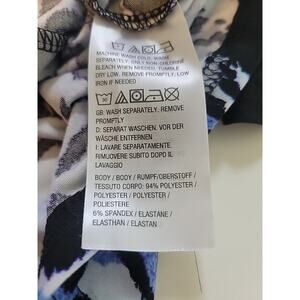 MACHINE WASH COLD, WASH
SEPARATELY, ONLY NON-CHLORINE
BLEACH WHEN NEEDED, TUMBLE
DRY LOW. REMOVE PROMPTLY, LOW
IRON IF NEEDED
30
GB: WASH SEPARATELY. REMOVE
PROMPTLY
D: SEPARAT WASCHEN. VOR DER
WÄSCHE ENTFERNEN
I: LAVARE SEPARATAMENTE.
RIMUOVERE SUBITO DOPO IL
LAVAGGIO
BODY / BODY / RUMPF/OBERSTOFF /
TESSUTO CORPO: 94% POLYESTER /
POLYESTER / POLYESTER /
POLIESTERE
6% SPANDEX / ELASTANE /
ELASTHAN / ELASTAN